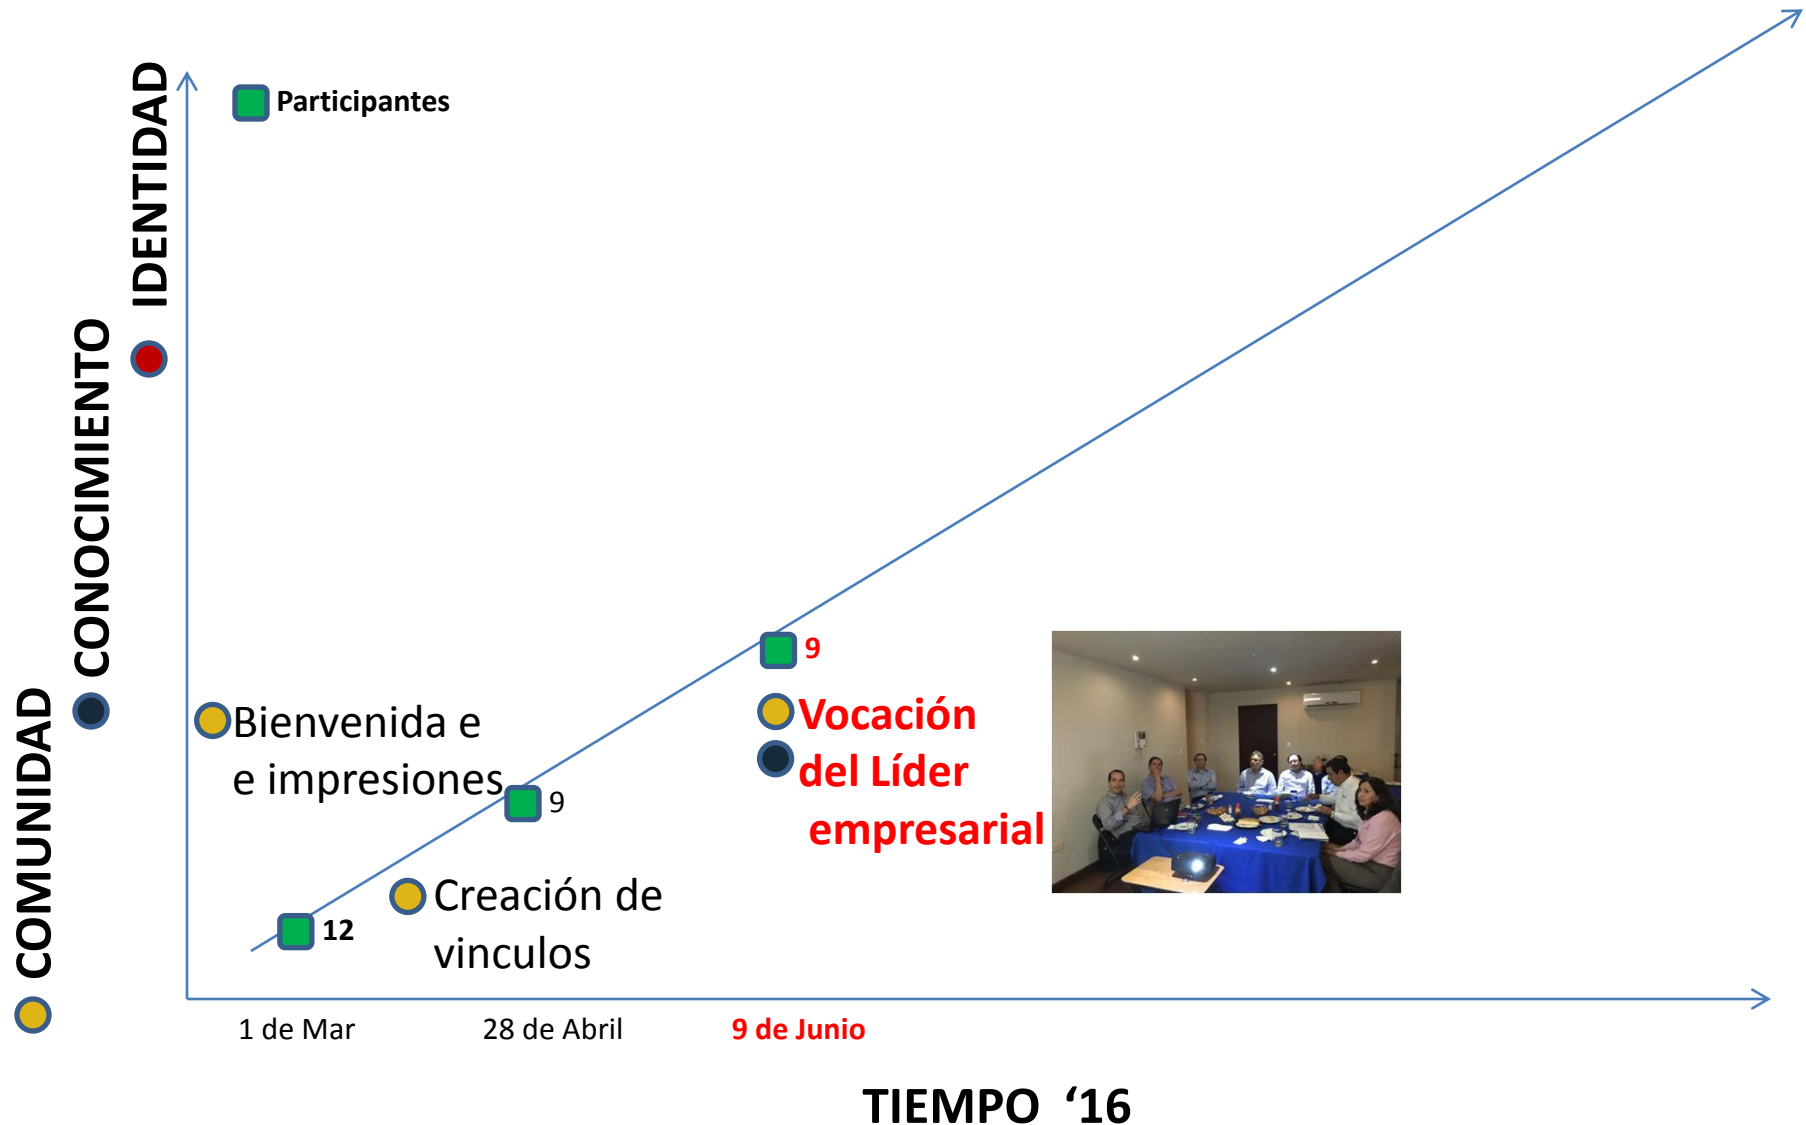 IDENTIDAD
CONOCIMIENTO
COMUNIDAD
Participantes
9
Vocación
del Líder
empresarial
Bienvenida e
e impresiones
9
Creación de
vinculos
12
1 de Mar
28 de Abril
9 de Junio
TIEMPO ‘16